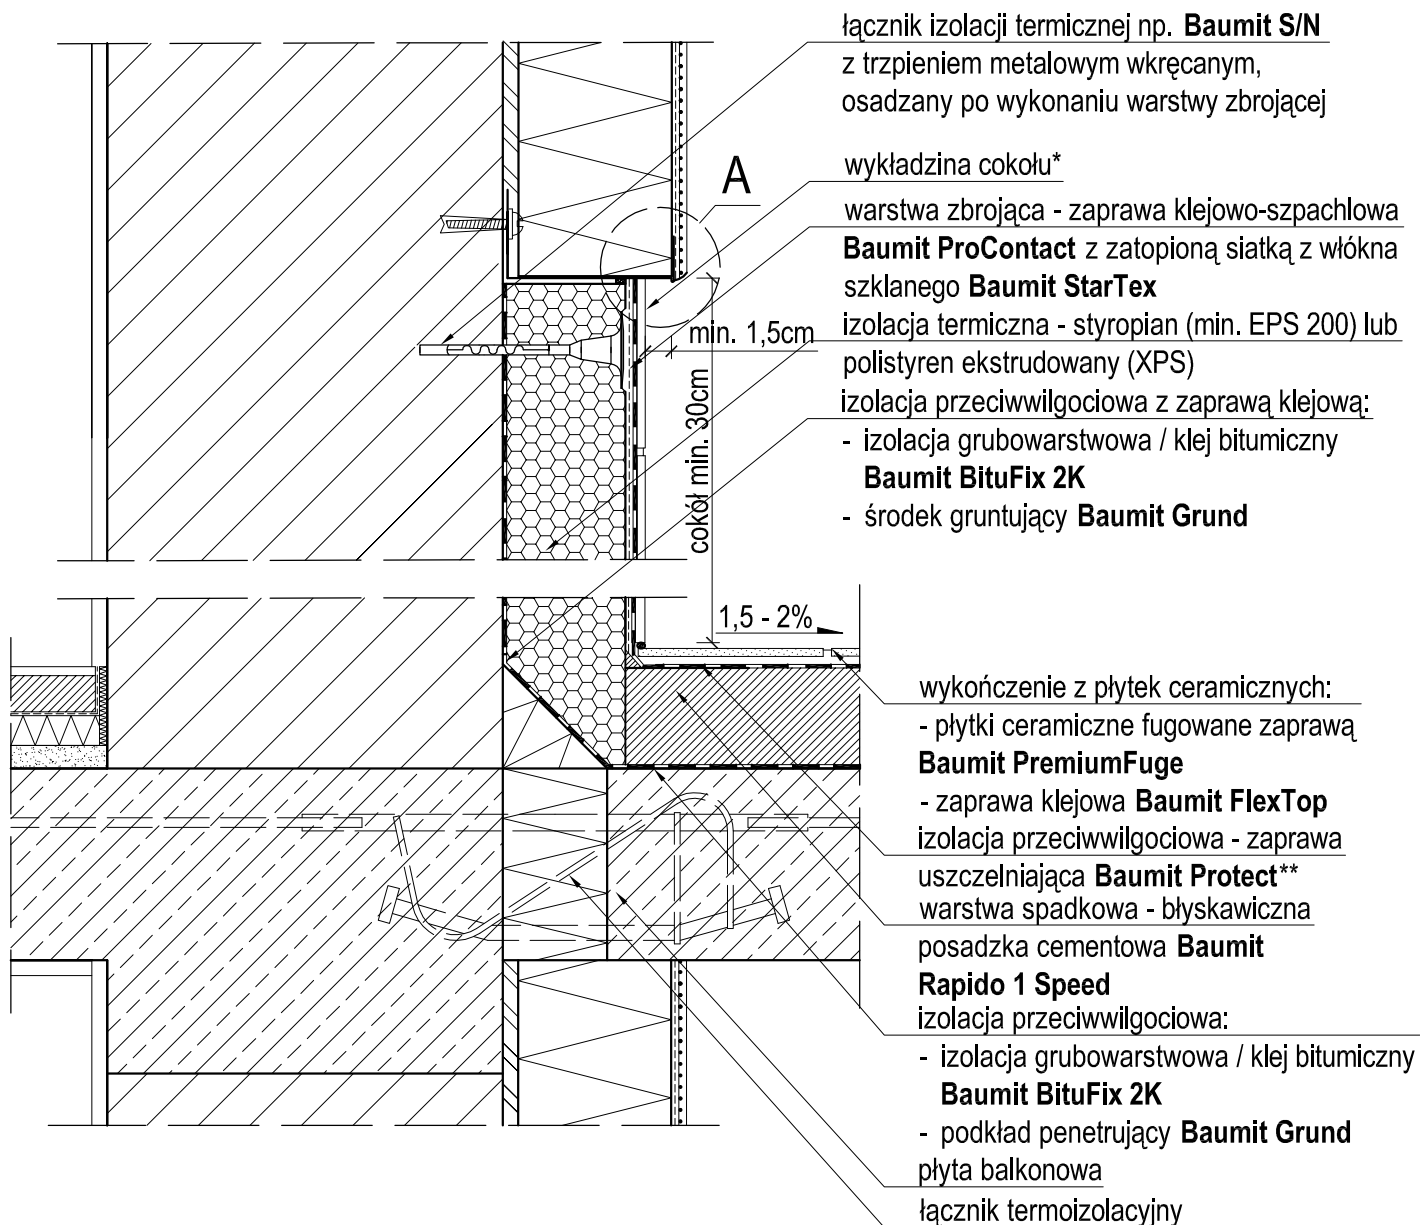 łącznik izolacji termicznej np. Baumit S/N
z trzpieniem metalowym wkręcanym,
osadzany po wykonaniu warstwy zbrojącej
A
wykładzina cokołu*
warstwa zbrojąca - zaprawa klejowo-szpachlowa
Baumit ProContact z zatopioną siatką z włókna
szklanego Baumit StarTex
min. 1,5cm
izolacja termiczna - styropian (min. EPS 200) lub
polistyren ekstrudowany (XPS)
izolacja przeciwwilgociowa z zaprawą klejową:
- izolacja grubowarstwowa / klej bitumiczny
Baumit BituFix 2K
- środek gruntujący Baumit Grund
cokół min. 30cm
1,5 - 2%
wykończenie z płytek ceramicznych:
- płytki ceramiczne fugowane zaprawą
Baumit PremiumFuge
- zaprawa klejowa Baumit FlexTop
izolacja przeciwwilgociowa - zaprawa
uszczelniająca Baumit Protect**
warstwa spadkowa - błyskawiczna
posadzka cementowa Baumit
Rapido 1 Speed
izolacja przeciwwilgociowa:
- izolacja grubowarstwowa / klej bitumiczny
Baumit BituFix 2K
- podkład penetrujący Baumit Grund
płyta balkonowa
łącznik termoizolacyjny